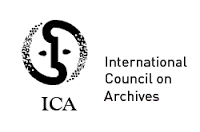 ICA
International
Council on
Archives